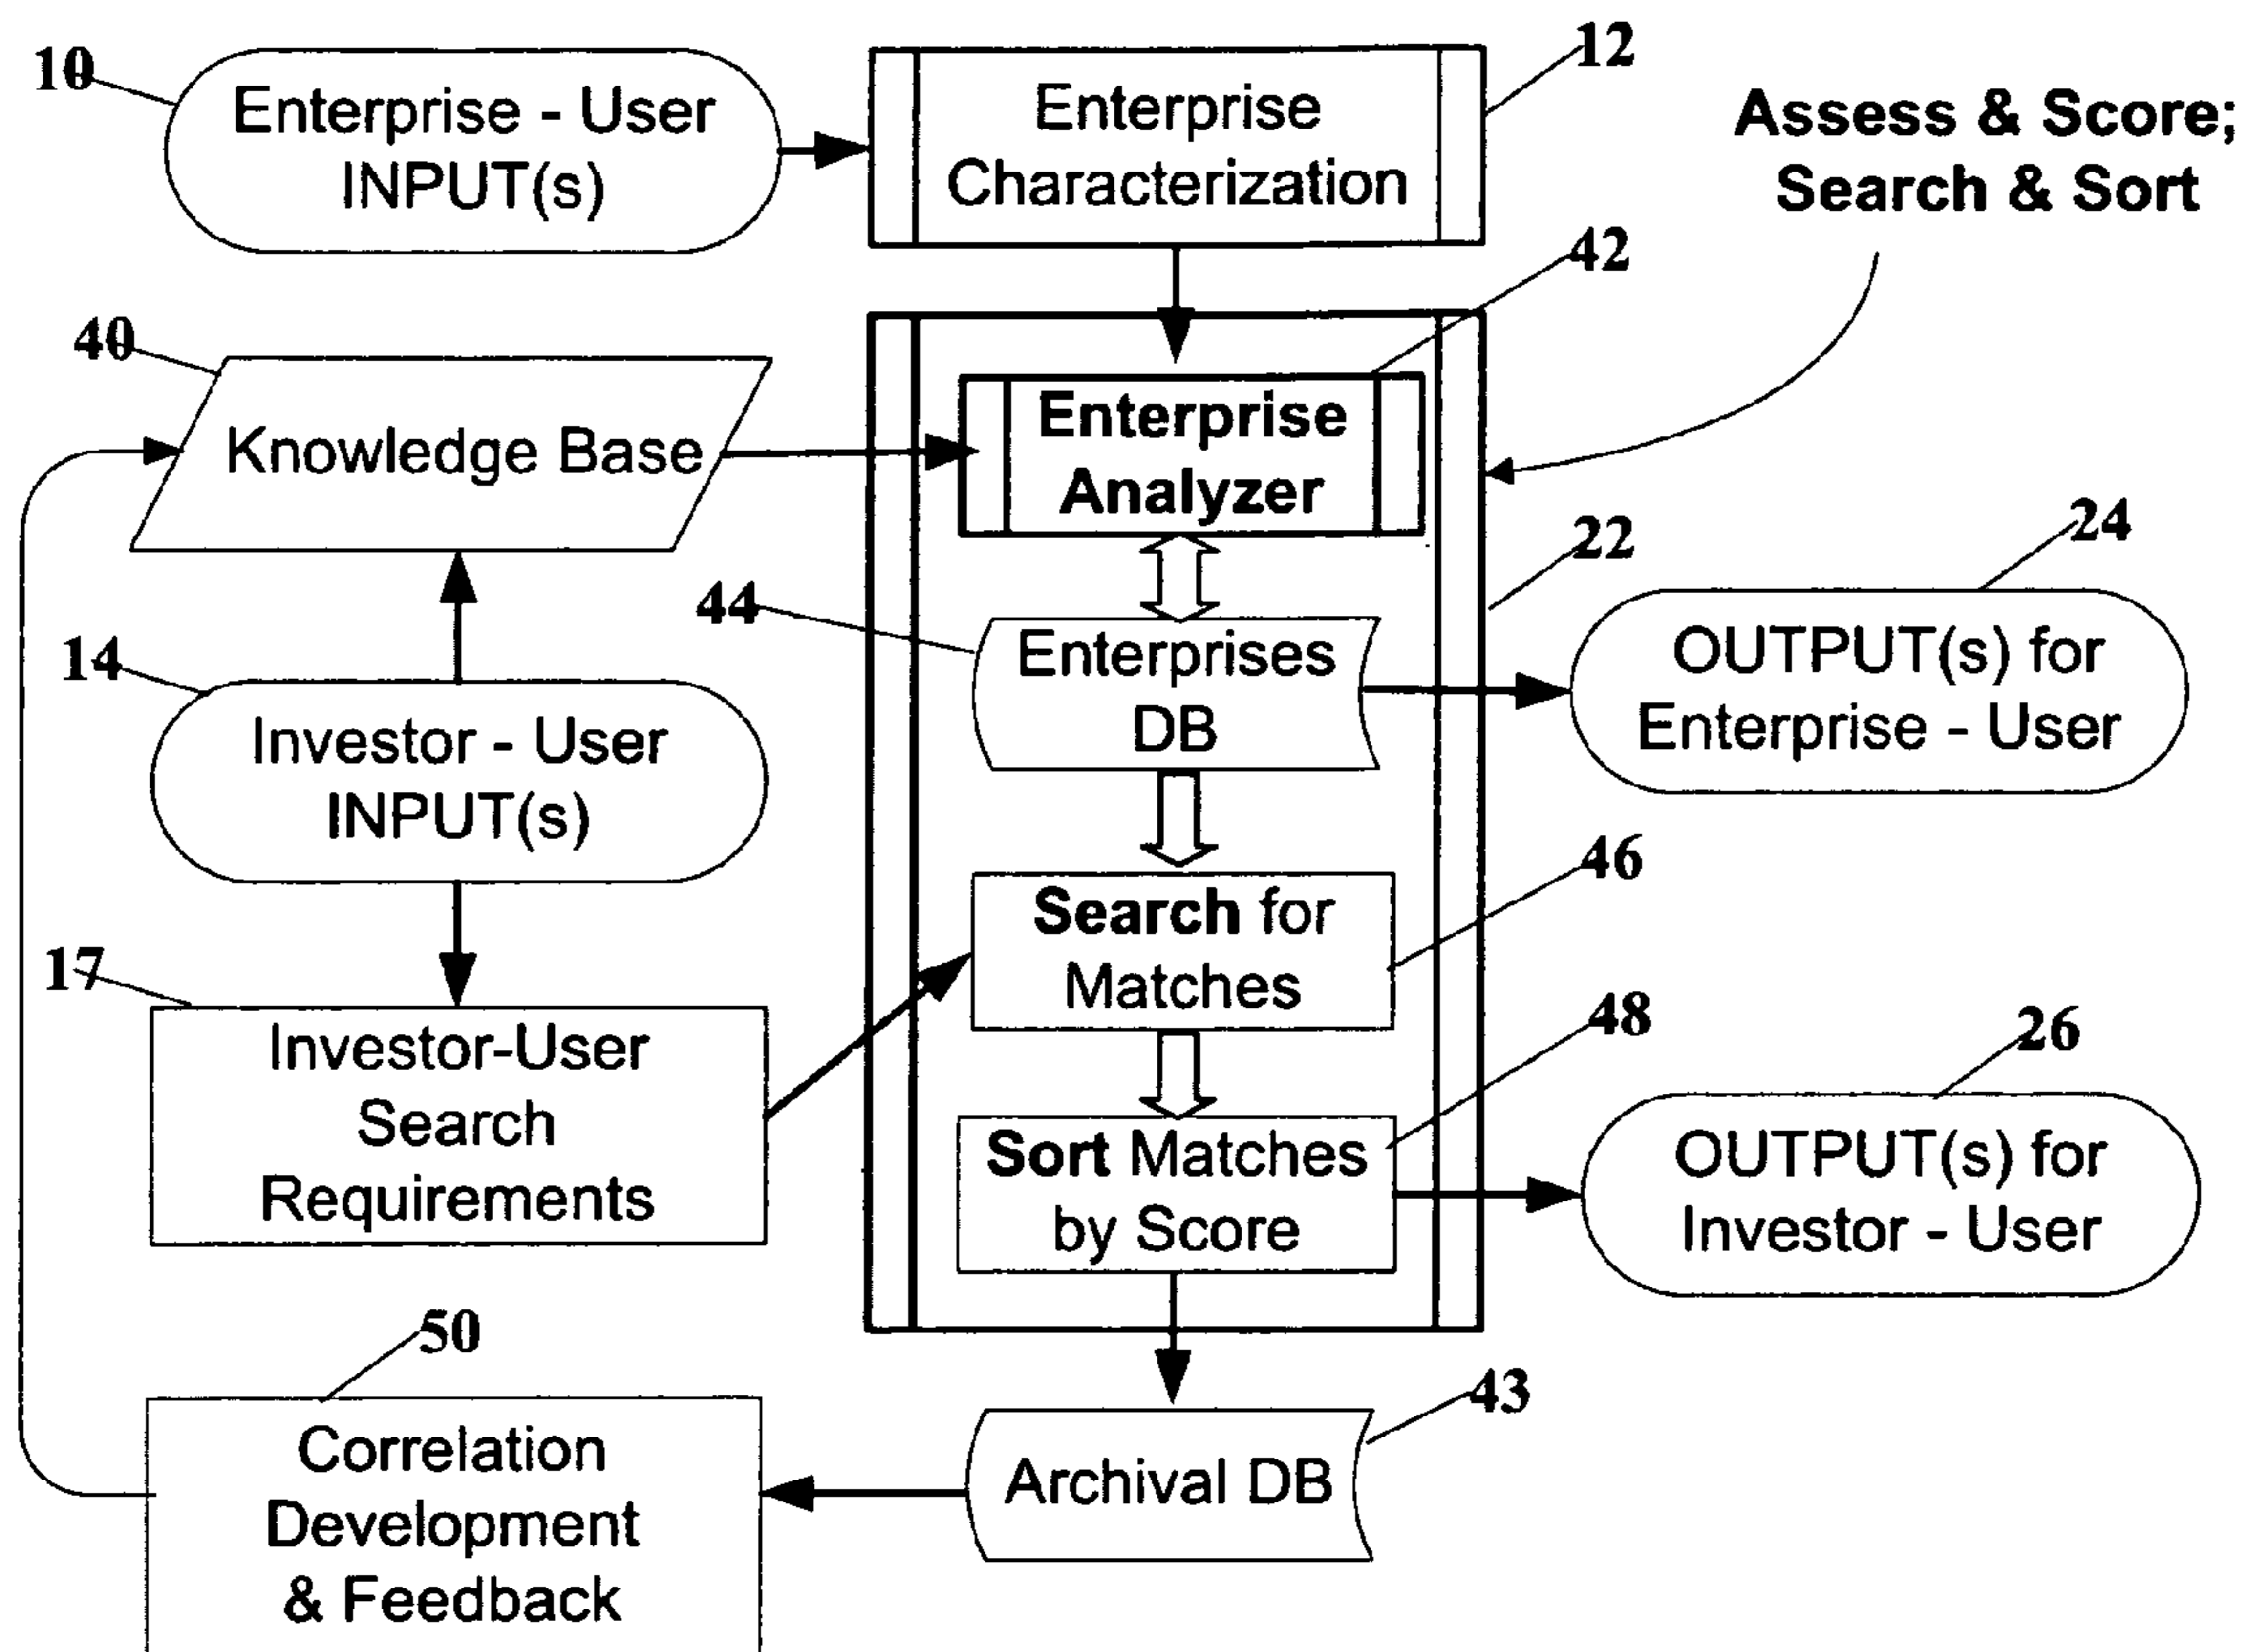 10
Enterprise - User
INPUT(s)
Enterprise
Characterization
12
Assess & Score;
Search & Sort
42
40
Knowledge Base
Enterprise
Analyzer
22
24
44
Enterprises
DB
OUTPUT(s) for
Enterprise - User
14
Investor - User
INPUT(s)
46
Search for
Matches
17
Investor-User
Search
Requirements
48
26
Sort Matches
by Score
OUTPUT(s) for
Investor - User
50
43
Correlation
Development
& Feedback
Archival DB